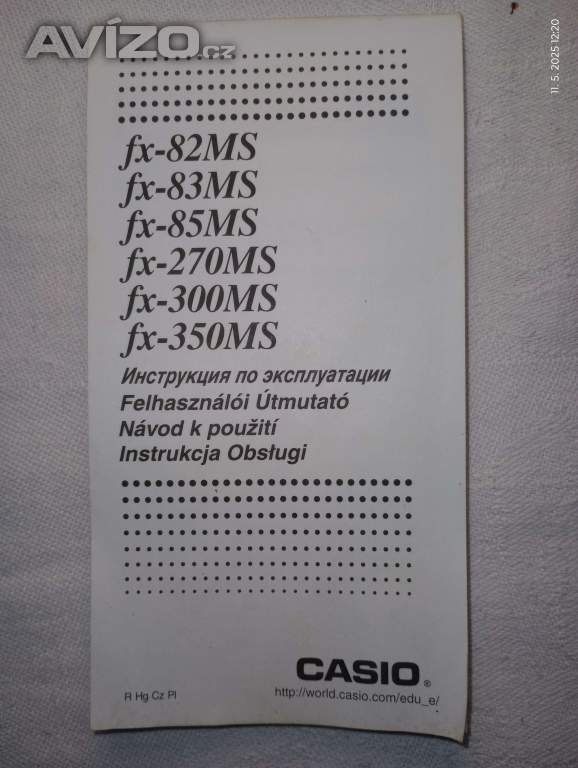 AVÍZO.cz
11. 5. 2025 12:20
fx-82MS
fx-83MS
fx-85MS
fx-270MS
fx-300MS
fx-350MS
Инструкция по эксплуатации
Felhasználói Útmutató
Návod k použití
Instrukcja Obsługi
CASIO®
R Hg Cz Pl
http://world.casio.com/edu_e/